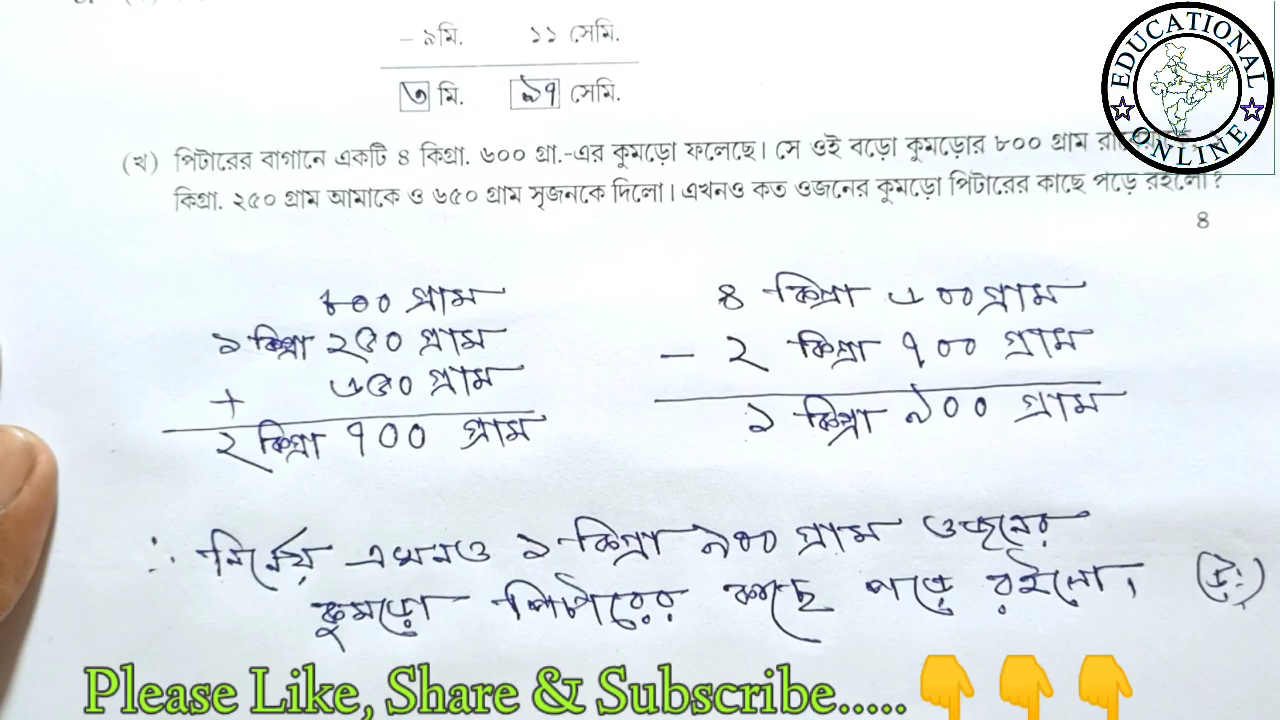 – ৯মি. ১১ সেমি.
৩ মি. ৯৭ সেমি.
(খ) পিটারের বাগানে একটি ৪ কিগ্রা. ৬০০ গ্রা.-এর কুমড়ো ফলেছে। সে ওই বড়ো কুমড়োর ৮০০ গ্রাম
কিগ্রা. ২৫০ গ্রাম আমাকে ও ৬৫০ গ্রাম সৃজনকে দিলো। এখনও কত ওজনের কুমড়ো পিটারের কাছে পড়ে রইলো?
৪
৮০০ গ্রাম
১ কিগ্রা ২৫০ গ্রাম
+ ৬৫০ গ্রাম
২ কিগ্রা ৭০০ গ্রাম
৪ কিগ্রা ৬০০ গ্রাম
– ২ কিগ্রা ৭০০ গ্রাম
১ কিগ্রা ৯০০ গ্রাম
∴ নির্ণেয় এখনও ১ কিগ্রা ৯০০ গ্রাম ওজনের
কুমড়ো পিটারের কাছে পড়ে রইলো। (উঃ)
EDUCATIONAL
ONLINE
Please Like, Share & Subscribe.....